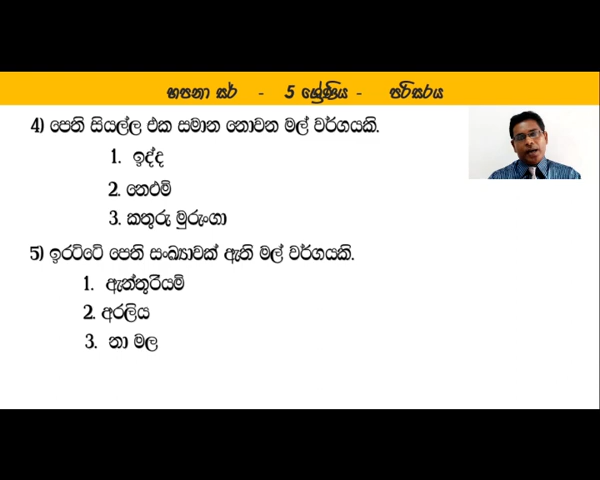 භපනා සර් - 5 ශ්‍රේණිය - පරිසරය
4) පෙති සියල්ල එක සමාන නොවන මල් වර්ගයකි.
1. ඉද්ද
2. නෙළුම්
3. කතුරු මුරුංගා
5) ඉරට්ටේ පෙති සංඛ්‍යාවක් ඇති මල් වර්ගයකි.
1. ඇන්තූරියම්
2. අරලිය
3. නා මල